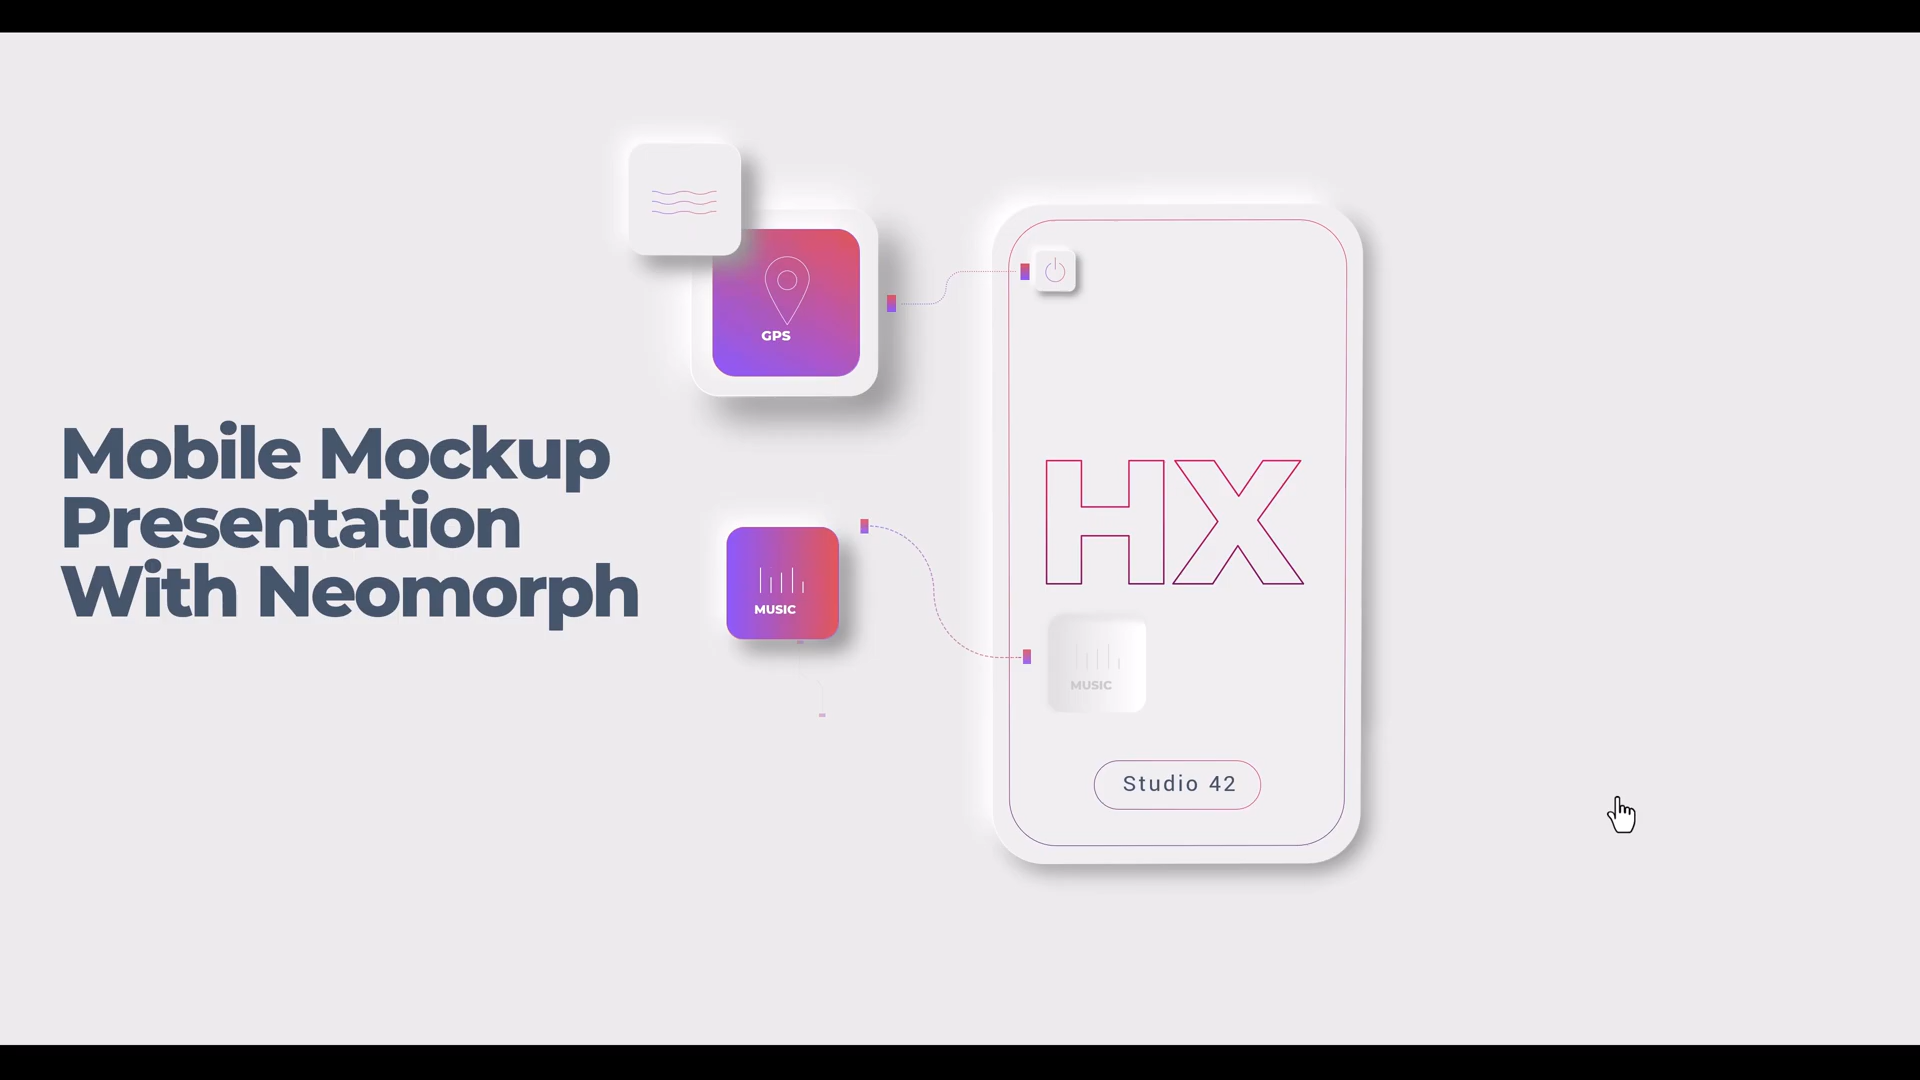 GPS
Mobile Mockup
Presentation
With Neomorph
MUSIC
HX
MUSIC
Studio 42